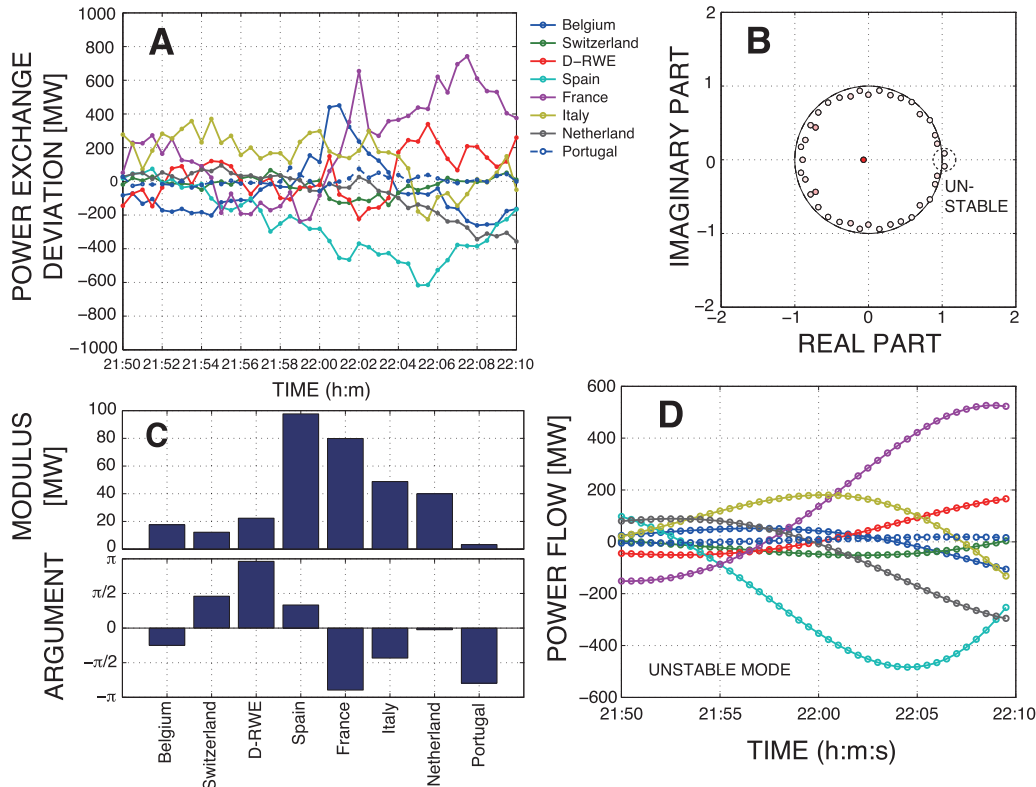 A
POWER EXCHANGE
DEVIATION [MW]
1000
800
600
400
200
0
−200
−400
−600
−800
−1000
21:50 21:52 21:54 21:56 21:58 22:00 22:02 22:04 22:06 22:08 22:10
TIME (h:m)
Belgium
Switzerland
D−RWE
Spain
France
Italy
Netherland
Portugal
B
IMAGINARY PART
2
1
0
−1
−2
−2 −1 0 1 2
REAL PART
UN-
STABLE
C
MODULUS
[MW]
100
80
60
40
20
0
ARGUMENT
π
π/2
0
−π/2
−π
Belgium
Switzerland
D-RWE
Spain
France
Italy
Netherland
Portugal
D
POWER FLOW [MW]
600
400
200
0
−200
−400
−600
UNSTABLE MODE
21:50 21:55 22:00 22:05 22:10
TIME (h:m:s)